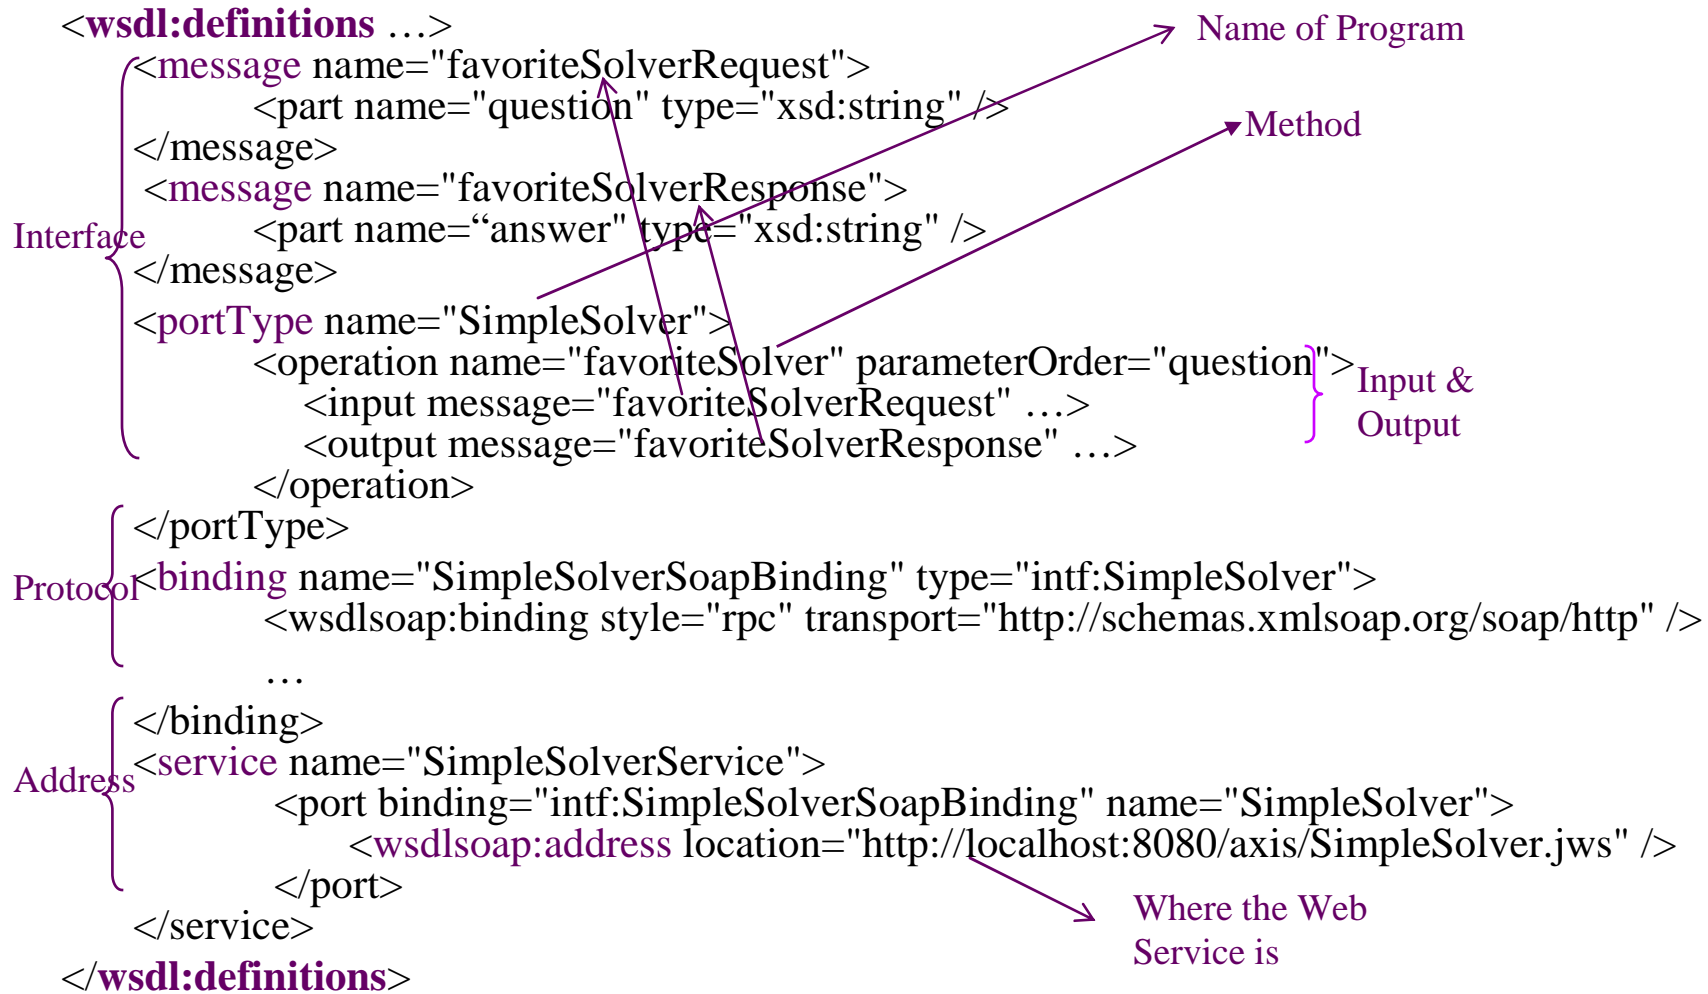 <wsdl:definitions …>
Name of Program
<message name="favoriteSolverRequest">
<part name="question" type="xsd:string" />
Method
</message>
<message name="favoriteSolverResponse">
Interface
<part name=“answer" type="xsd:string" />
</message>
<portType name="SimpleSolver">
<operation name="favoriteSolver" parameterOrder="question">
Input &
Output
<input message="favoriteSolverRequest" …>
<output message="favoriteSolverResponse" …>
</operation>
</portType>
Protocol
<binding name="SimpleSolverSoapBinding" type="intf:SimpleSolver">
<wsdlsoap:binding style="rpc" transport="http://schemas.xmlsoap.org/soap/http" />
…
</binding>
<service name="SimpleSolverService">
Address
<port binding="intf:SimpleSolverSoapBinding" name="SimpleSolver">
<wsdlsoap:address location="http://localhost:8080/axis/SimpleSolver.jws" />
</port>
Where the Web
Service is
</service>
</wsdl:definitions>